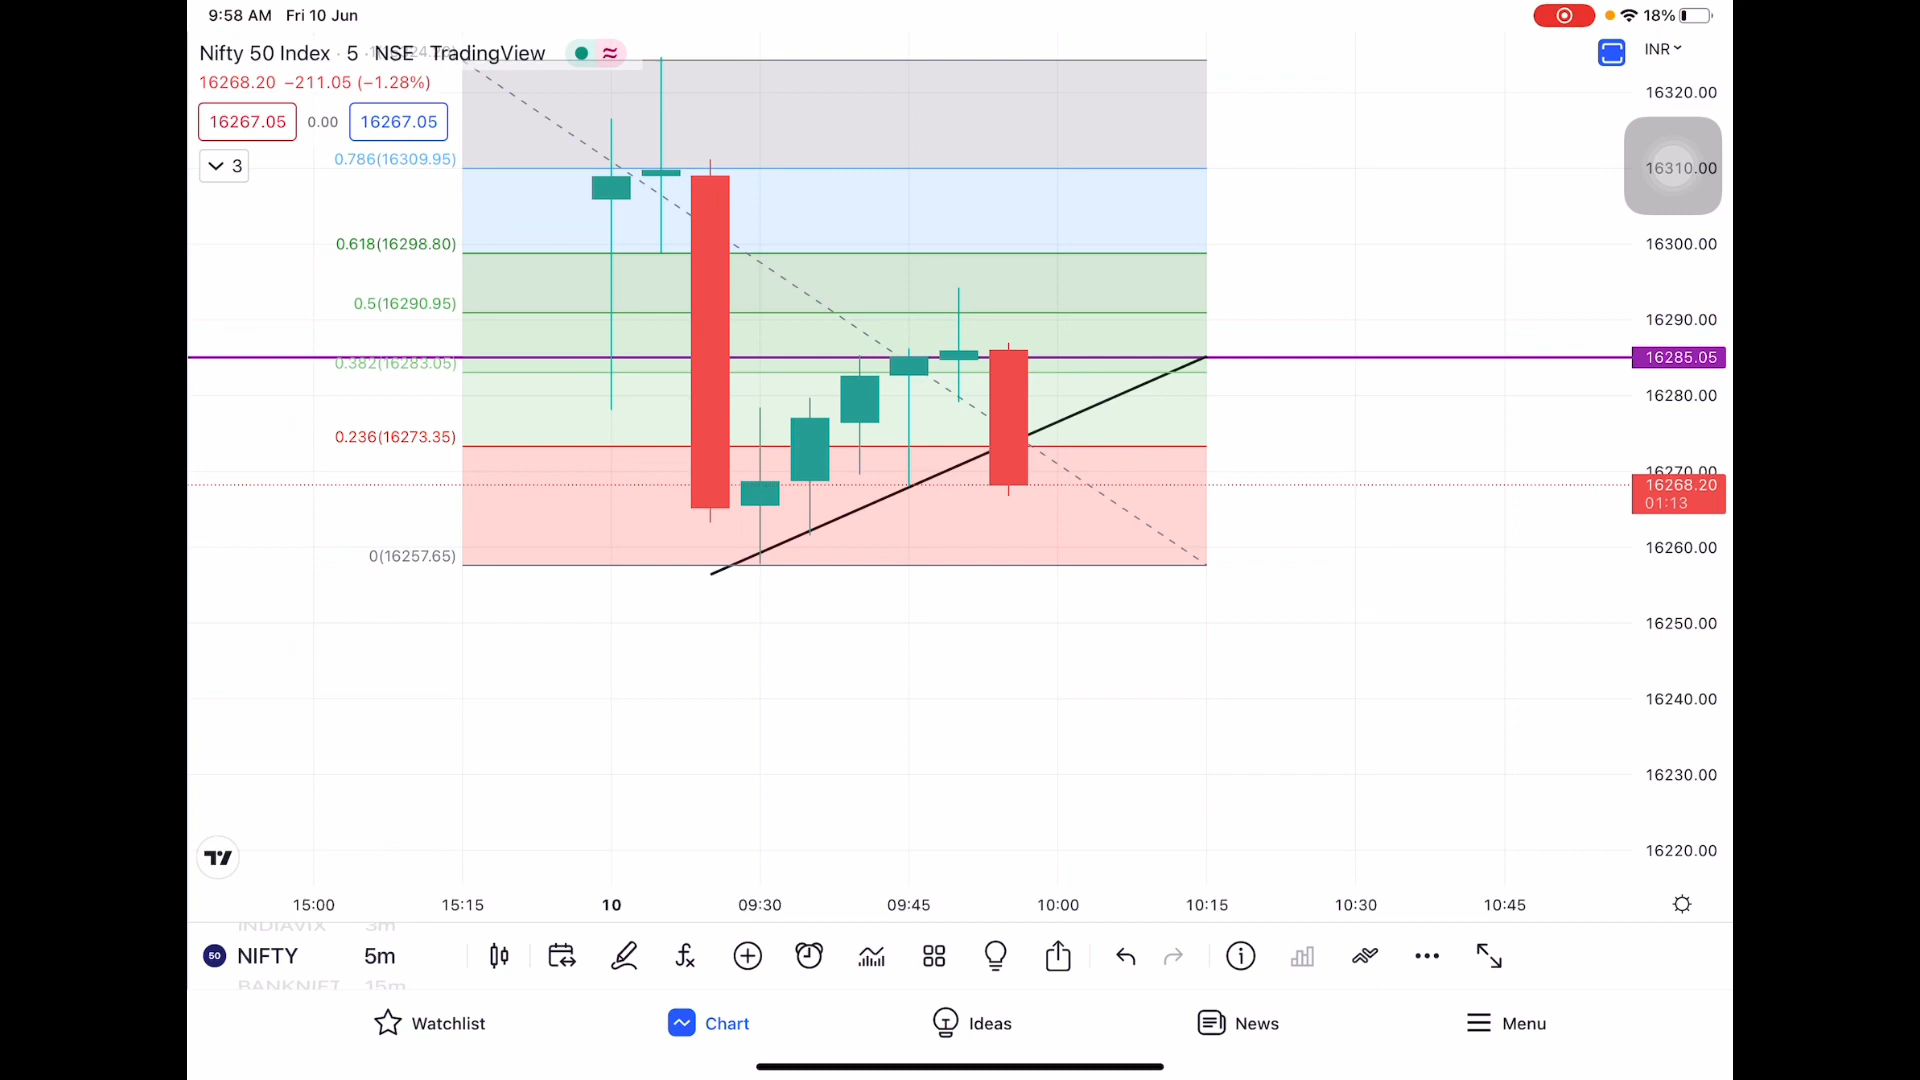 9:58 AM Fri 10 Jun
18%
Nifty 50 Index · 5 · NSE TradingView
INR
16268.20 −211.05 (−1.28%)
16267.05 0.00 16267.05
3
0.786(16309.95)
0.618(16298.80)
0.5(16290.95)
0.382(16283.05)
0.236(16273.35)
0(16257.65)
16320.00
16310.00
16300.00
16290.00
16285.05
16280.00
16270.00
16268.20
01:13
16260.00
16250.00
16240.00
16230.00
16220.00
15:00 15:15 10 09:30 09:45 10:00 10:15 10:30 10:45
INDIAVIX 3m
50 NIFTY 5m
BANKNIFT 15m
Watchlist Chart Ideas News Menu